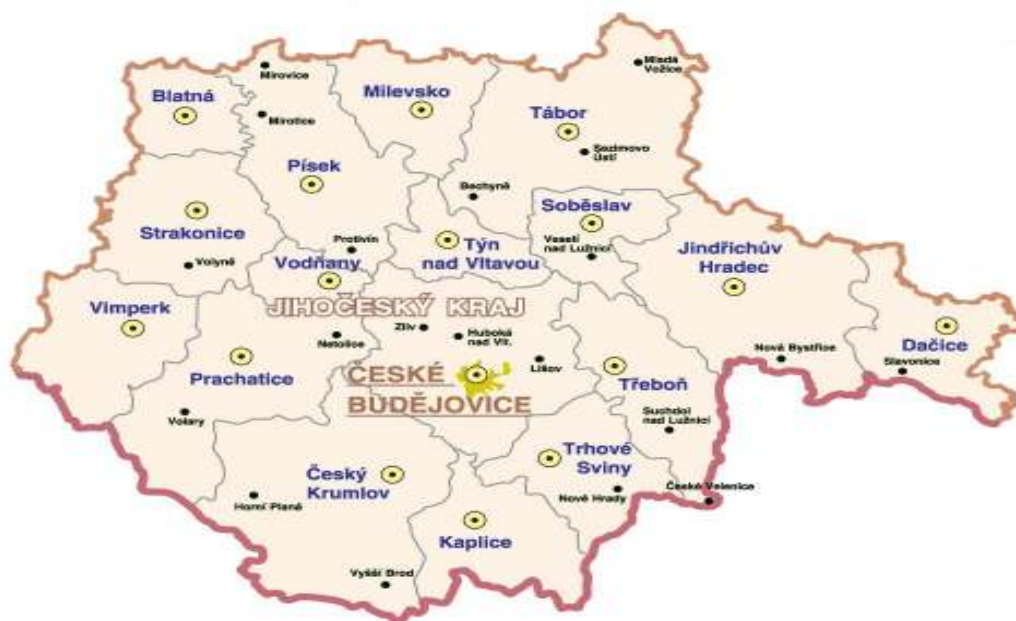 Mladá
Vožice
Mirovice
Blatná
Milevsko
Tábor
Mirotice
Sezimovo
Ústí
Písek
Bechyně
Soběslav
Strakonice
Protivín
Týn
nad Vltavou
Veselí
nad Lužnicí
Jindřichův
Hradec
Volyně
Vodňany
JIHOČESKÝ KRAJ
Vimperk
Zliv
Huboká
nad Vlt.
Netolice
Dačice
Nová Bystřice
Slavonice
Prachatice
ČESKÉ
BUDĚJOVICE
Lišov
Třeboň
Volary
Suchdol
nad Lužnicí
Trhové
Sviny
Český
Krumlov
České Velenice
Nové Hrady
Horní Planá
Kaplice
Vyšší Brod